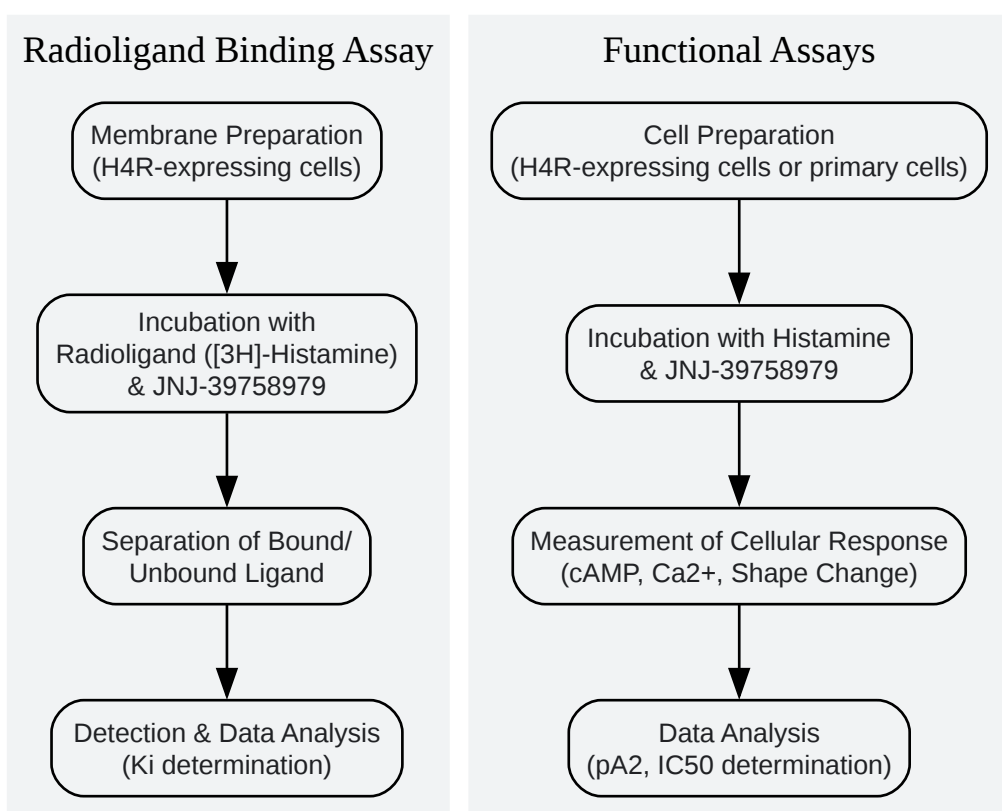 Radioligand Binding Assay
Membrane Preparation
(H4R-expressing cells)
Incubation with
Radioligand ([3H]-Histamine)
& JNJ-39758979
Separation of Bound/
Unbound Ligand
Detection & Data Analysis
(Ki determination)
Functional Assays
Cell Preparation
(H4R-expressing cells or primary cells)
Incubation with Histamine
& JNJ-39758979
Measurement of Cellular Response
(cAMP, Ca2+, Shape Change)
Data Analysis
(pA2, IC50 determination)